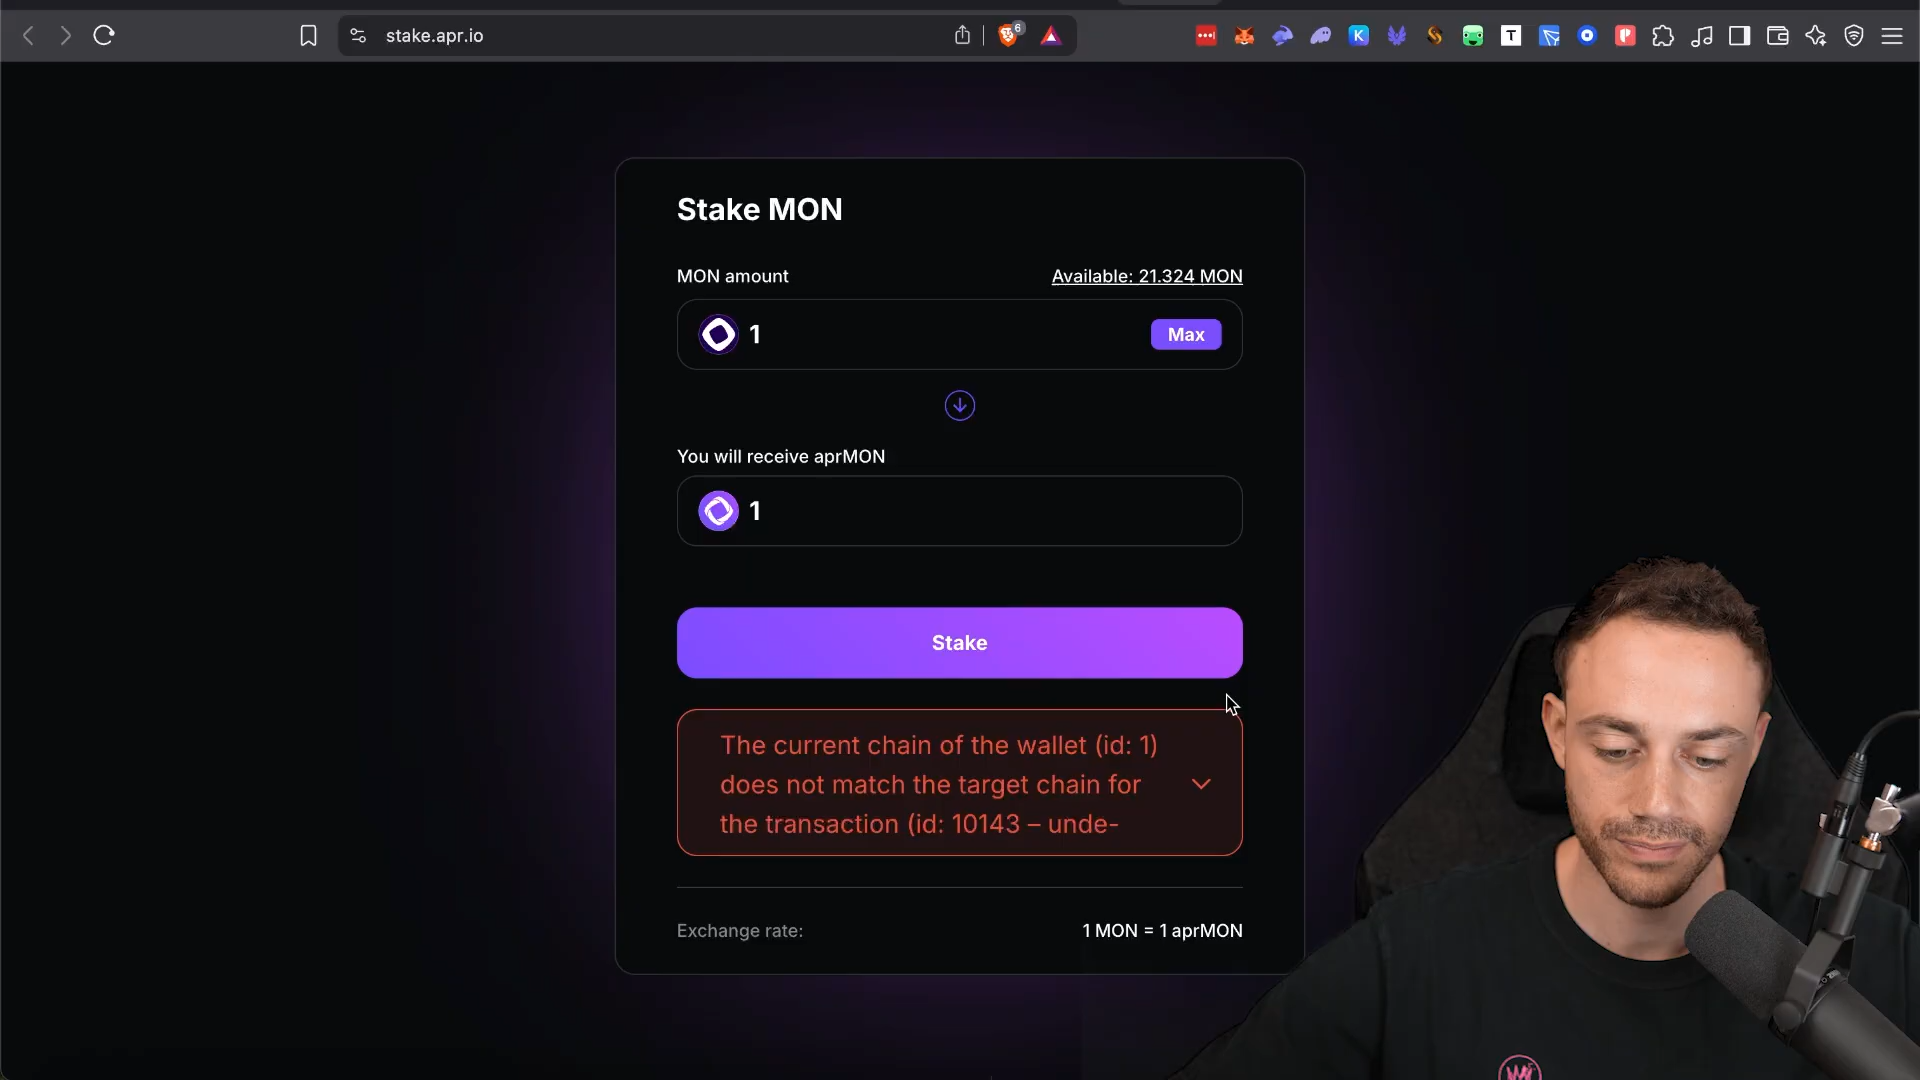 stake.apr.io
6
K
T
Stake MON
MON amount
Available: 21.324 MON
1
Max
You will receive aprMON
1
Stake
The current chain of the wallet (id: 1)
does not match the target chain for
the transaction (id: 10143 – unde-
Exchange rate:
1 MON = 1 aprMON